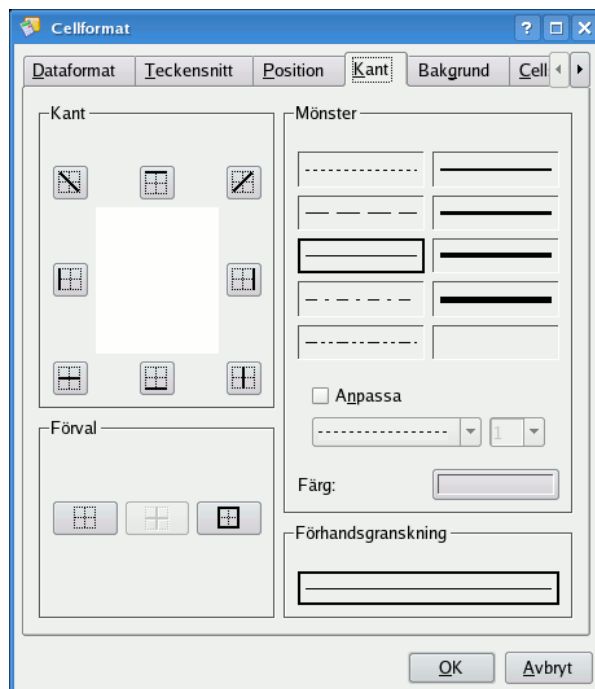 Cellformat
Dataformat Teckensnitt Position Kant Bakgrund Cell
Kant
Mönster
Anpassa
1
Färg:
Förval
Förhandsgranskning
OK Avbryt